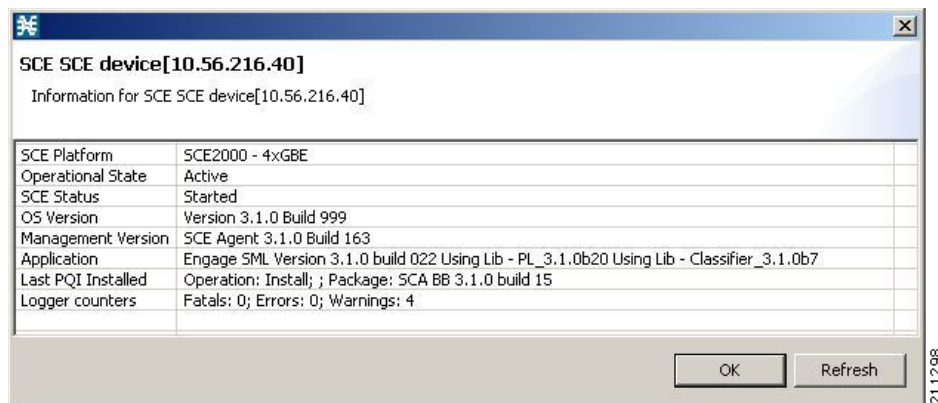 SCE SCE device[10.56.216.40]
Information for SCE SCE device[10.56.216.40]
SCE Platform SCE2000 - 4xGBE
Operational State Active
SCE Status Started
OS Version Version 3.1.0 Build 999
Management Version SCE Agent 3.1.0 Build 163
Application Engage SML Version 3.1.0 build 022 Using Lib - PL_3.1.0b20 Using Lib - Classifier_3.1.0b7
Last PQI Installed Operation: Install; ; Package: SCA BB 3.1.0 build 15
Logger counters Fatals: 0; Errors: 0; Warnings: 4
OK Refresh
211298